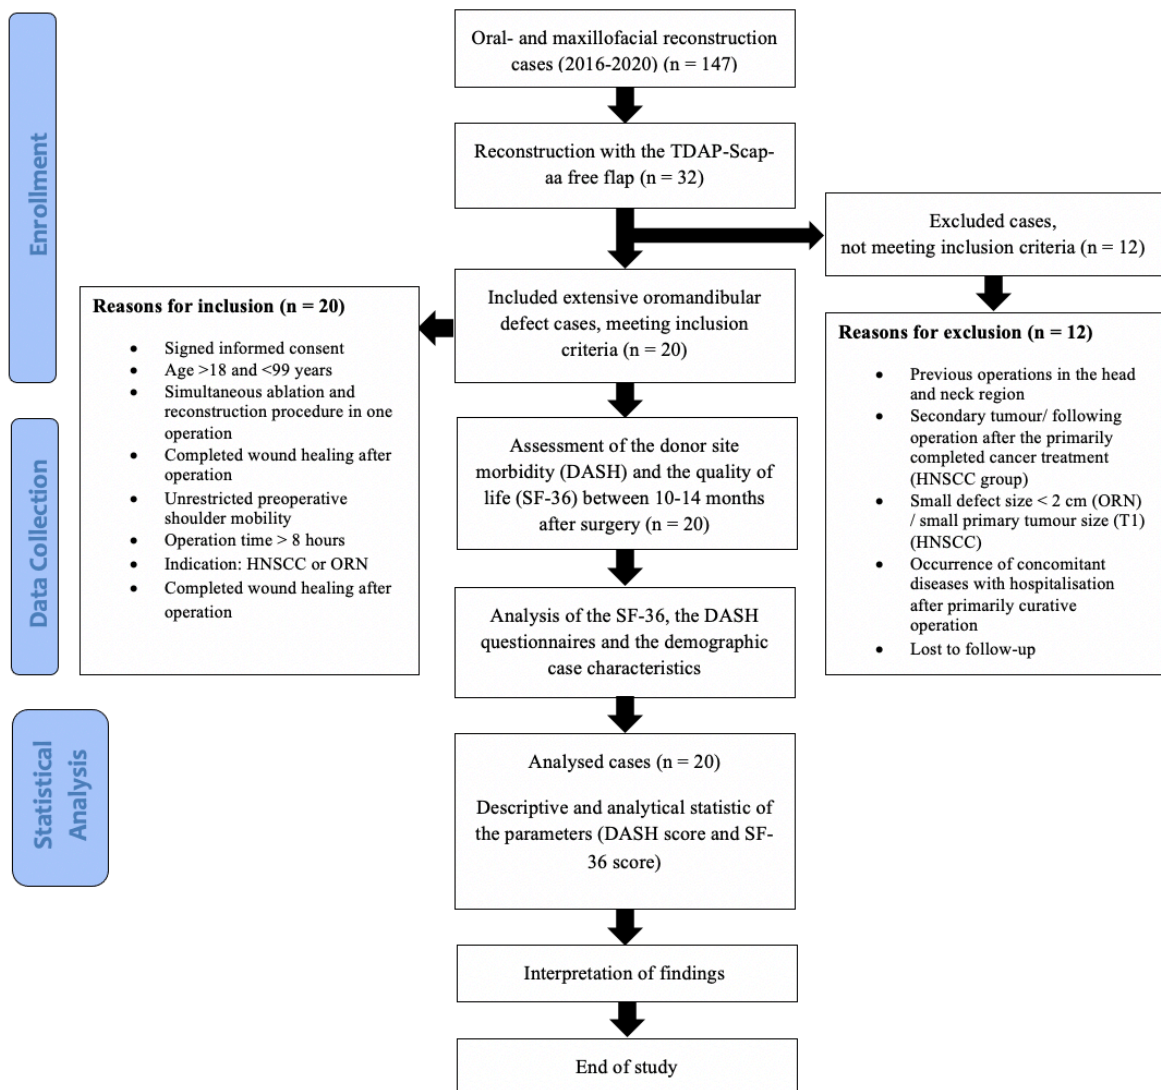 Enrollment
Oral- and maxillofacial reconstruction
cases (2016-2020) (n = 147)
Reconstruction with the TDAP-Scap-
aa free flap (n = 32)
Excluded cases,
not meeting inclusion criteria (n = 12)
Included extensive oromandibular
defect cases, meeting inclusion
criteria (n = 20)
Reasons for inclusion (n = 20)
• Signed informed consent
• Age >18 and <99 years
• Simultaneous ablation and
reconstruction procedure in one
operation
• Completed wound healing after
operation
• Unrestricted preoperative
shoulder mobility
• Operation time > 8 hours
• Indication: HNSCC or ORN
• Completed wound healing after
operation
Reasons for exclusion (n = 12)
• Previous operations in the head
and neck region
• Secondary tumour/ following
operation after the primarily
completed cancer treatment
(HNSCC group)
• Small defect size < 2 cm (ORN) /
small primary tumour size (T1)
(HNSCC)
• Occurrence of concomitant
diseases with hospitalisation
after primarily curative
operation
• Lost to follow-up
Data Collection
Assessment of the donor site
morbidity (DASH) and the quality of
life (SF-36) between 10-14 months
after surgery (n = 20)
Analysis of the SF-36, the DASH
questionnaires and the demographic
case characteristics
Statistical
Analysis
Analysed cases (n = 20)
Descriptive and analytical statistic of
the parameters (DASH score and SF-
36 score)
Interpretation of findings
End of study